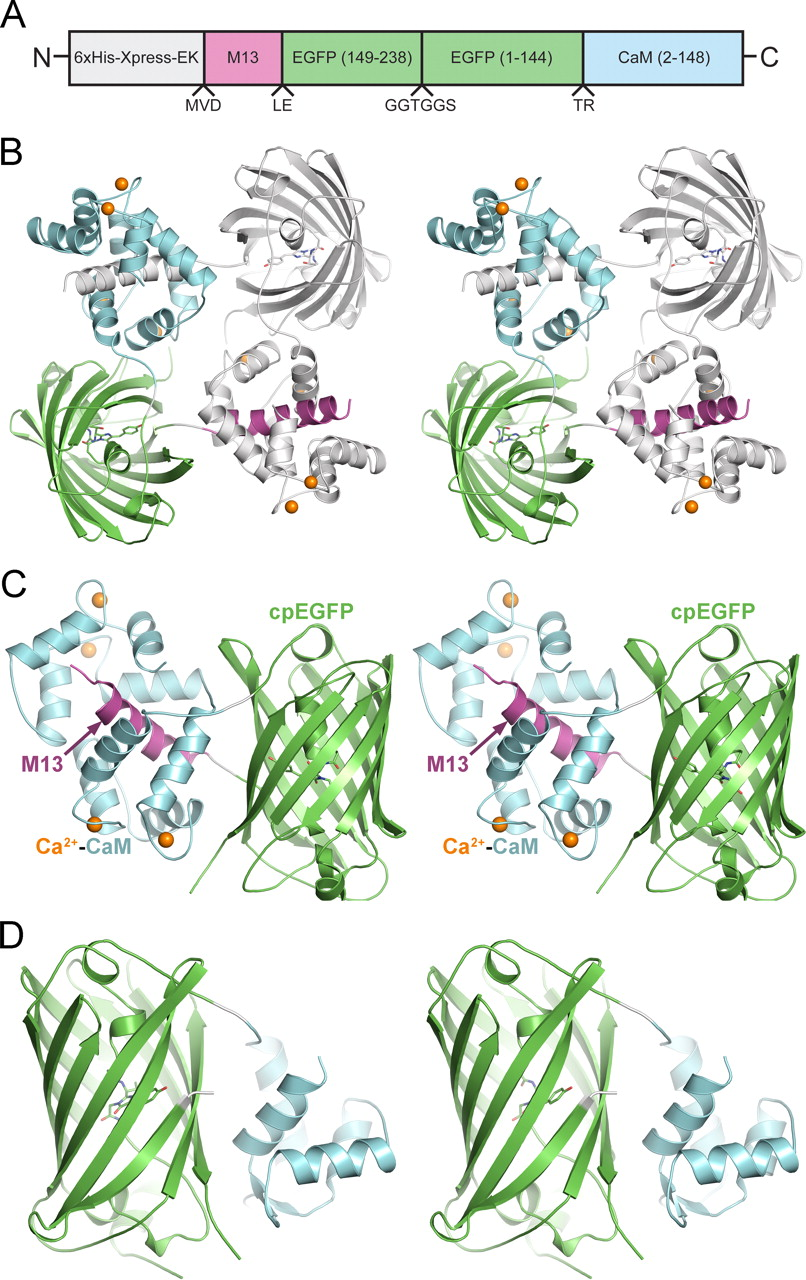 A
N 6xHis-Xpress-EK M13 EGFP (149-238) EGFP (1-144) CaM (2-148) C
MVD LE GGTGGS TR
B
C
cpEGFP cpEGFP
M13 M13
Ca²⁺-CaM Ca²⁺-CaM
D